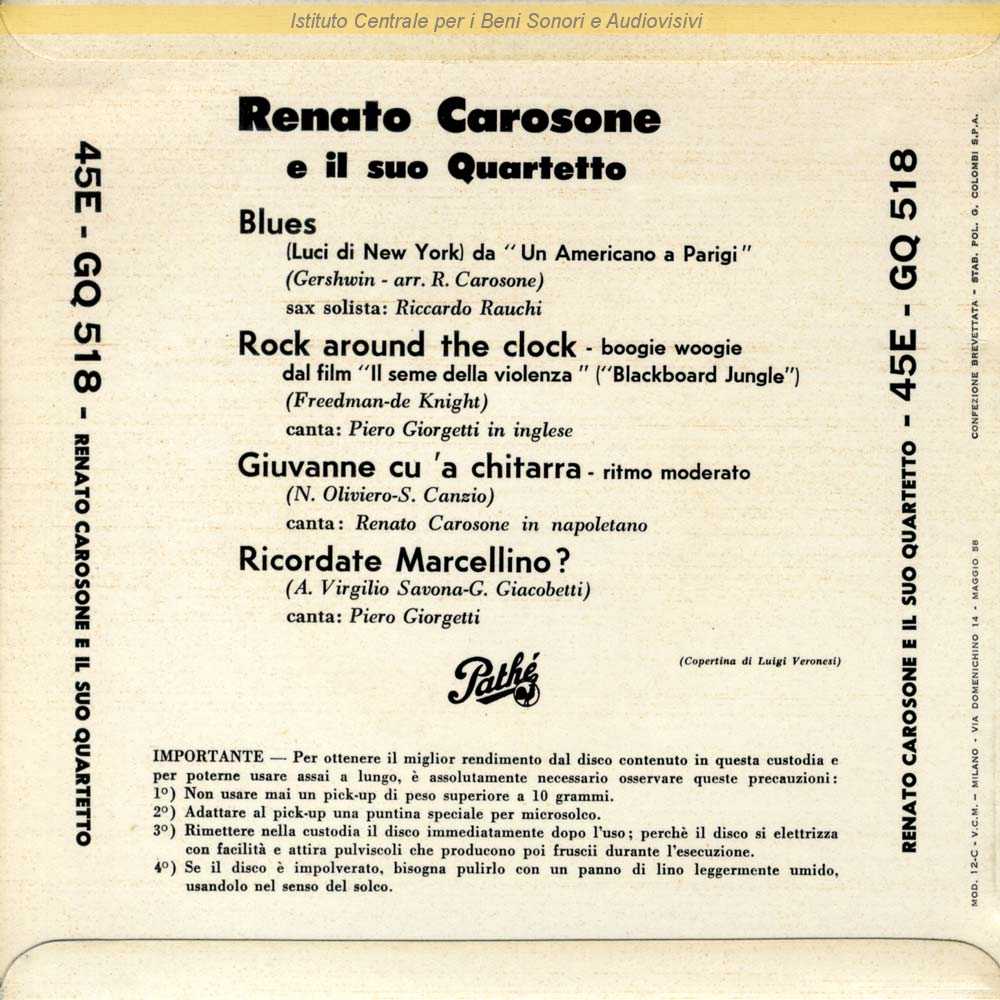 Istituto Centrale per i Beni Sonori e Audiovisivi
Renato Carosone
e il suo Quartetto
Blues
(Luci di New York) da "Un Americano a Parigi"
(Gershwin - arr. R. Carosone)
sax solista: Riccardo Rauchi
Rock around the clock - boogie woogie
dal film "Il seme della violenza" ("Blackboard Jungle")
(Freedman-de Knight)
canta: Piero Giorgetti in inglese
Giuvanne cu 'a chitarra - ritmo moderato
(N. Oliviero-S. Canzio)
canta: Renato Carosone in napoletano
Ricordate Marcellino?
(A. Virgilio Savona-G. Giacobetti)
canta: Piero Giorgetti
(Copertina di Luigi Veronesi)
Pathé
IMPORTANTE — Per ottenere il miglior rendimento dal disco contenuto in questa custodia e
per poterne usare assai a lungo, è assolutamente necessario osservare queste precauzioni:
1º) Non usare mai un pick-up di peso superiore a 10 grammi.
2º) Adattare al pick-up una puntina speciale per microsolco.
3º) Rimettere nella custodia il disco immediatamente dopo l'uso; perchè il disco si elettrizza
con facilità e attira pulviscoli che producono poi fruscii durante l'esecuzione.
4º) Se il disco è impolverato, bisogna pulirlo con un panno di lino leggermente umido,
usandolo nel senso del solco.
45E - GQ 518 - RENATO CAROSONE E IL SUO QUARTETTO
RENATO CAROSONE E IL SUO QUARTETTO - 45E - GQ 518
MOD. 12-C - V.C.M. - MILANO - VIA DOMENICHINO 14 - MAGGIO 58
CONFEZIONE BREVETTATA - STAB. POL. G. COLOMBI S.P.A.